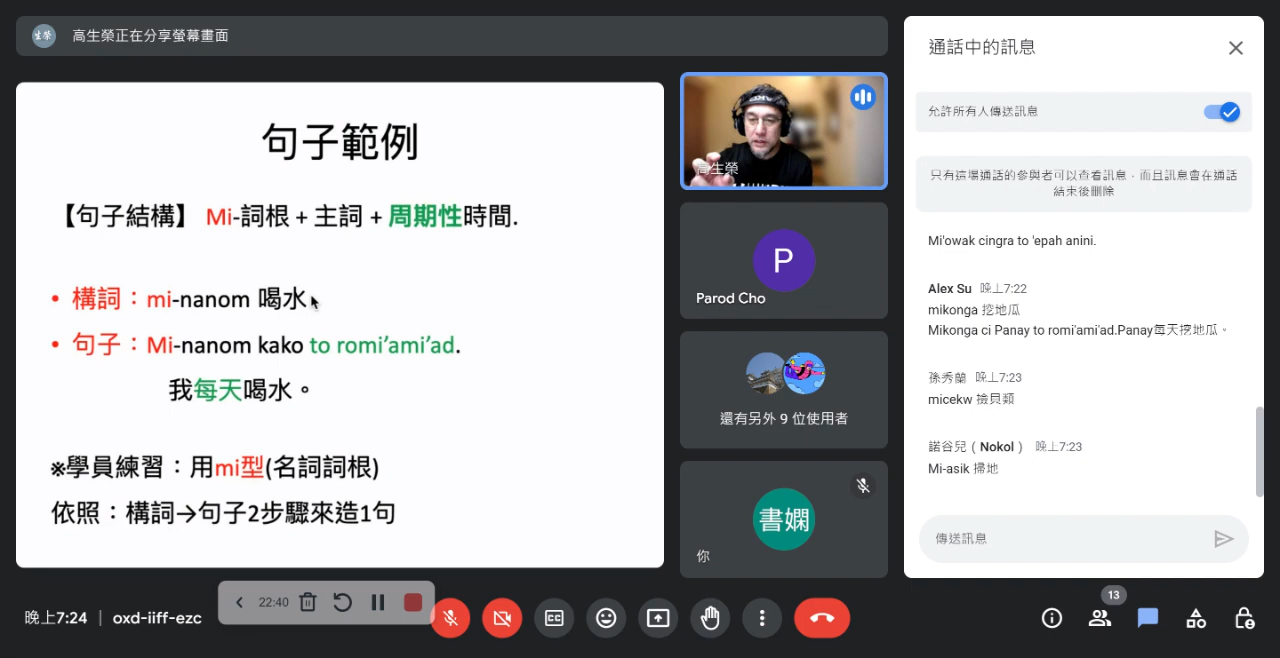 生榮 高生榮正在分享螢幕畫面
句子範例
【句子結構】 Mi-詞根 + 主詞 + 周期性時間.
• 構詞：mi-nanom 喝水
• 句子：Mi-nanom kako to romi’ami’ad.
我每天喝水。
※學員練習：用mi型(名詞詞根)
依照：構詞→句子2步驟來造1句
高生榮
P
Parod Cho
還有另外 9 位使用者
書嫻
你
通話中的訊息
允許所有人傳送訊息
只有這場通話的參與者可以查看訊息，而且訊息會在通話
結束後刪除
Mi'owak cingra to 'epah anini.
Alex Su 晚上7:22
mikonga 挖地瓜
Mikonga ci Panay to romi'ami'ad.Panay每天挖地瓜。
孫秀蘭 晚上7:23
micekiw 撿貝類
諾谷兒 ( Nokol ) 晚上7:23
Mi-asik 掃地
傳送訊息
晚上7:24 | oxd-iiff-ezc
22:40
13